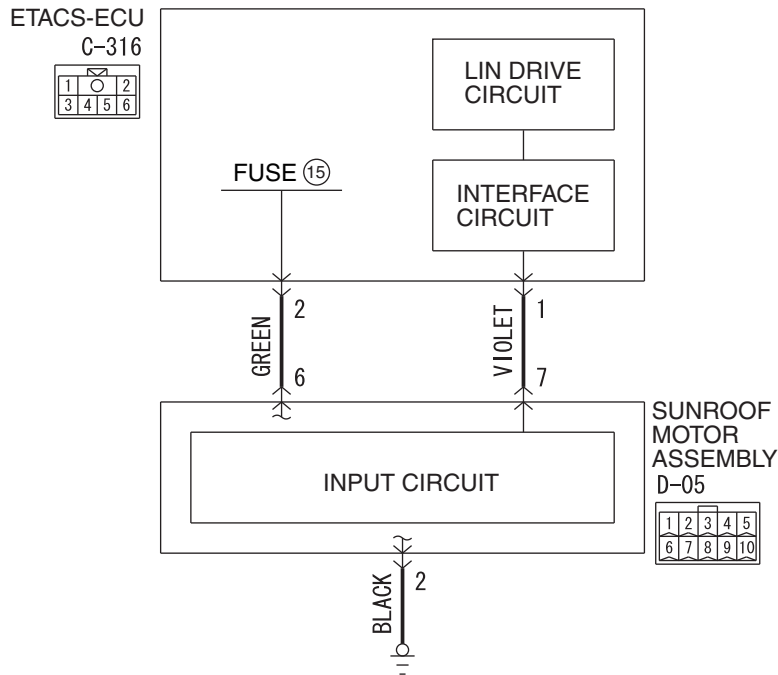 ETACS-ECU
C-316
1 2
3 4 5 6
LIN DRIVE
CIRCUIT
FUSE 15
INTERFACE
CIRCUIT
2 1
GREEN VIOLET
6 7
SUNROOF
MOTOR
ASSEMBLY
D-05
INPUT CIRCUIT
1 2 3 4 5
6 7 8 9 10
BLACK 2